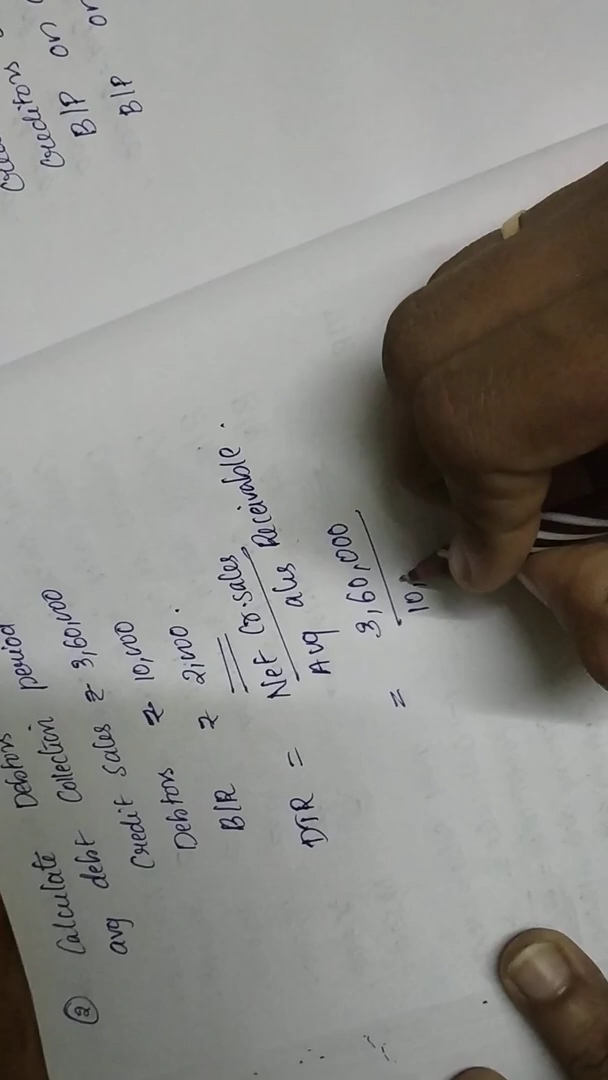 Creditors
B/P on
B/P on
② Calculate Debtors
avg debt collection period
Credit sales = 3,60,000
Debtors = 10,000
B/R = 2,000.
DTR = Net Cr. sales
Avg a/cs Receivable.
= 3,60,000
10,